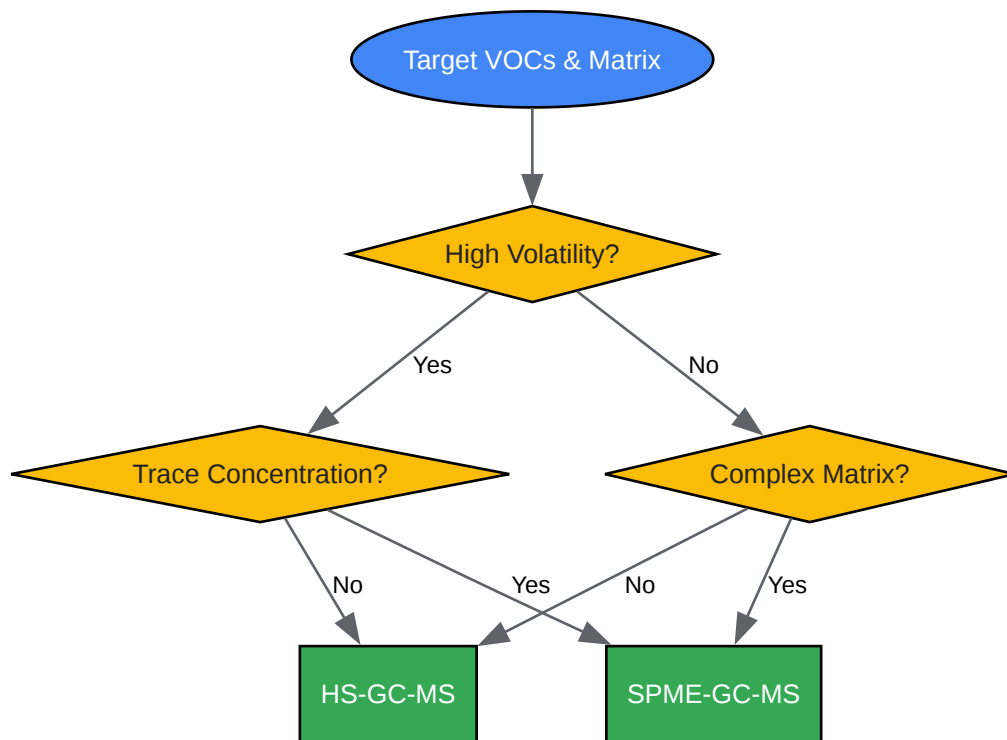 Target VOCs & Matrix
High Volatility?
Yes
No
Trace Concentration?
Complex Matrix?
No
Yes
No
Yes
HS-GC-MS
SPME-GC-MS